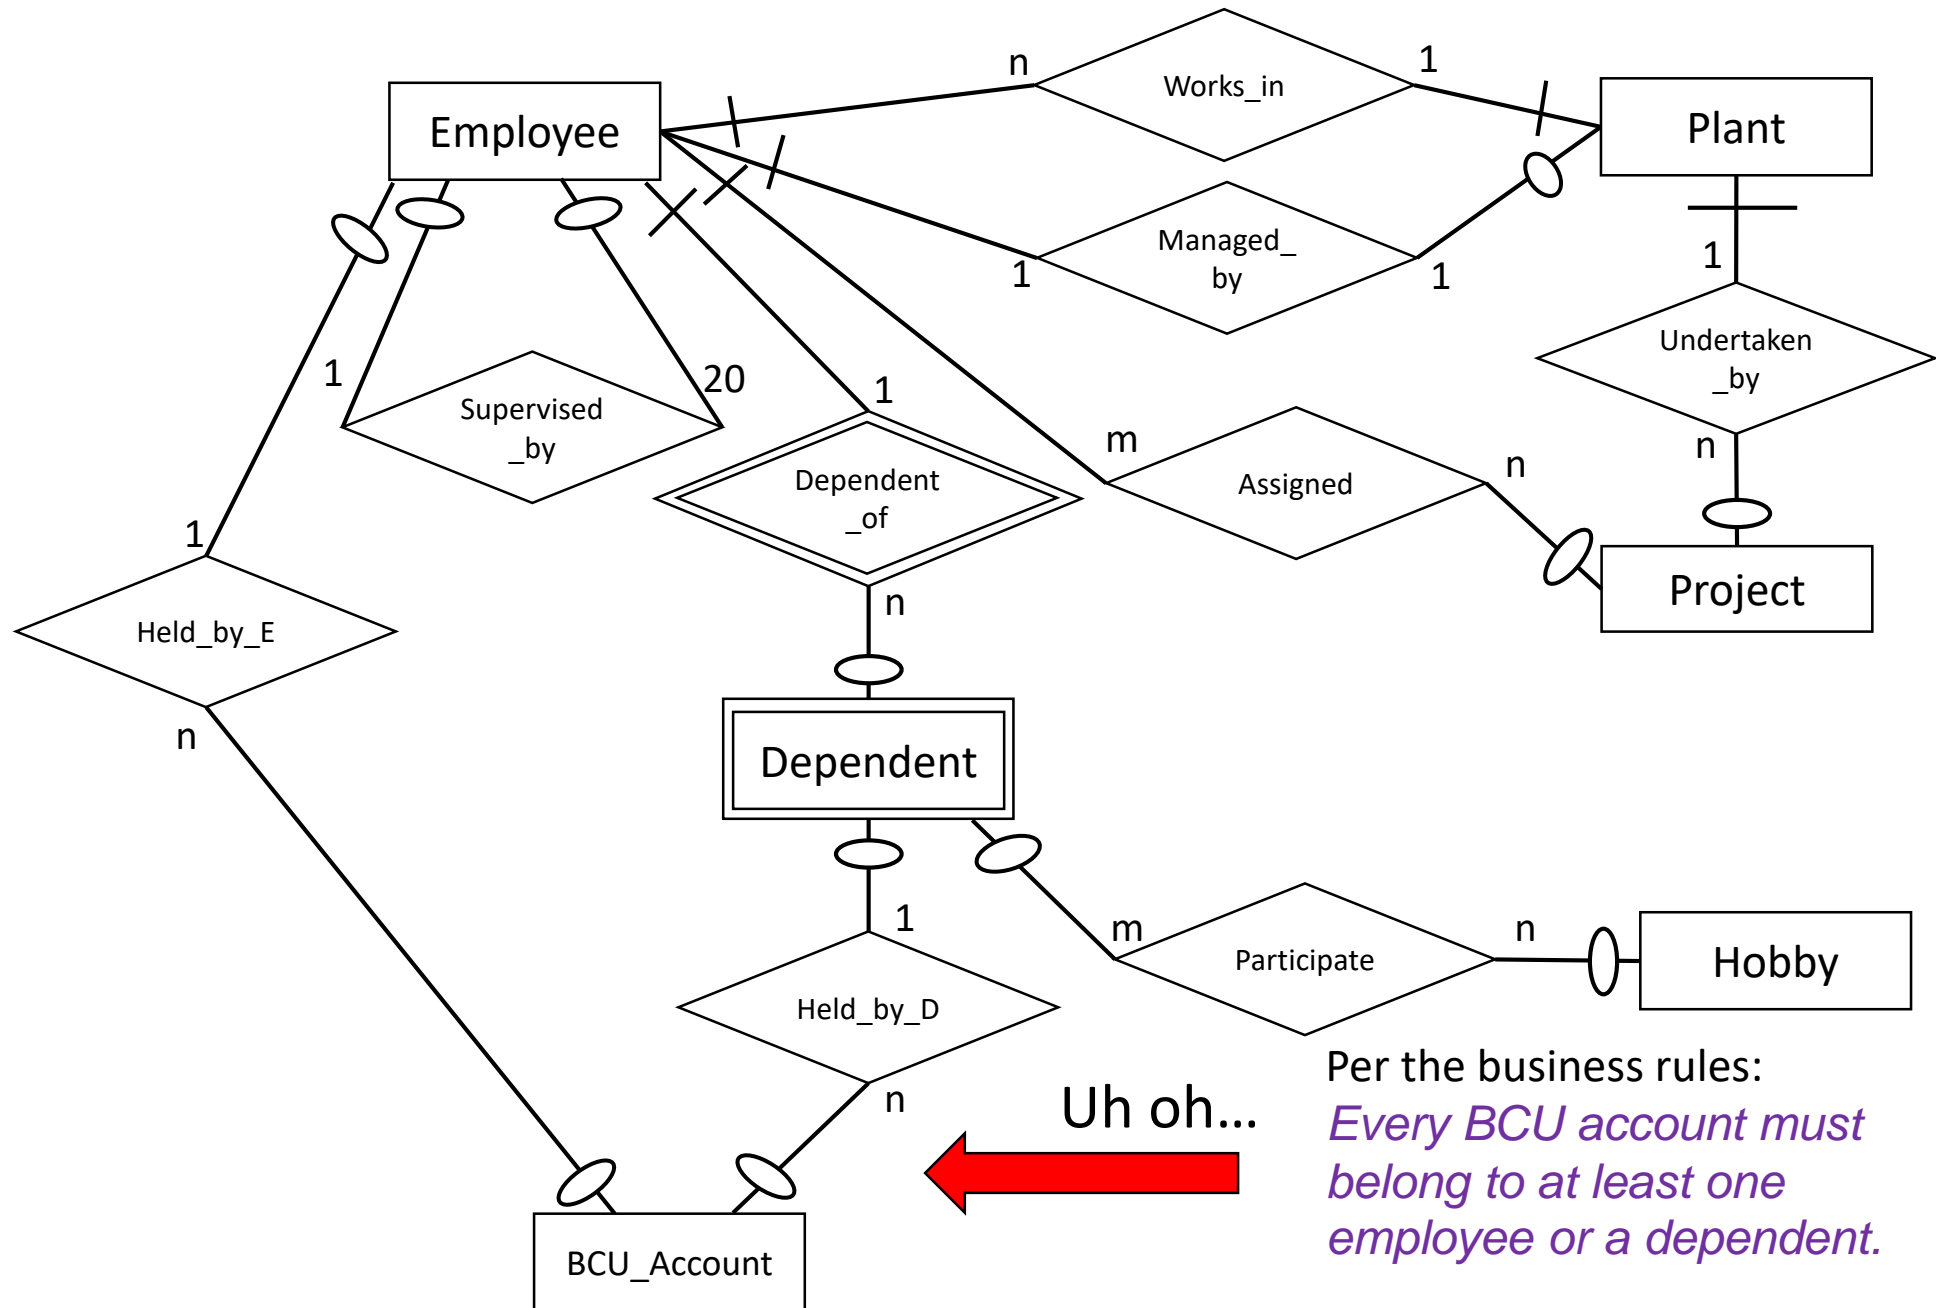 n
1
Works_in
Employee
Plant
Managed_
by
1
1
1
Undertaken
_by
n
1
20
Supervised
_by
1
m
n
Assigned
Dependent
_of
n
Project
1
Held_by_E
n
Dependent
1
m
n
Participate
Hobby
Held_by_D
n
Uh oh...
Per the business rules:
Every BCU account must
belong to at least one
employee or a dependent.
BCU_Account